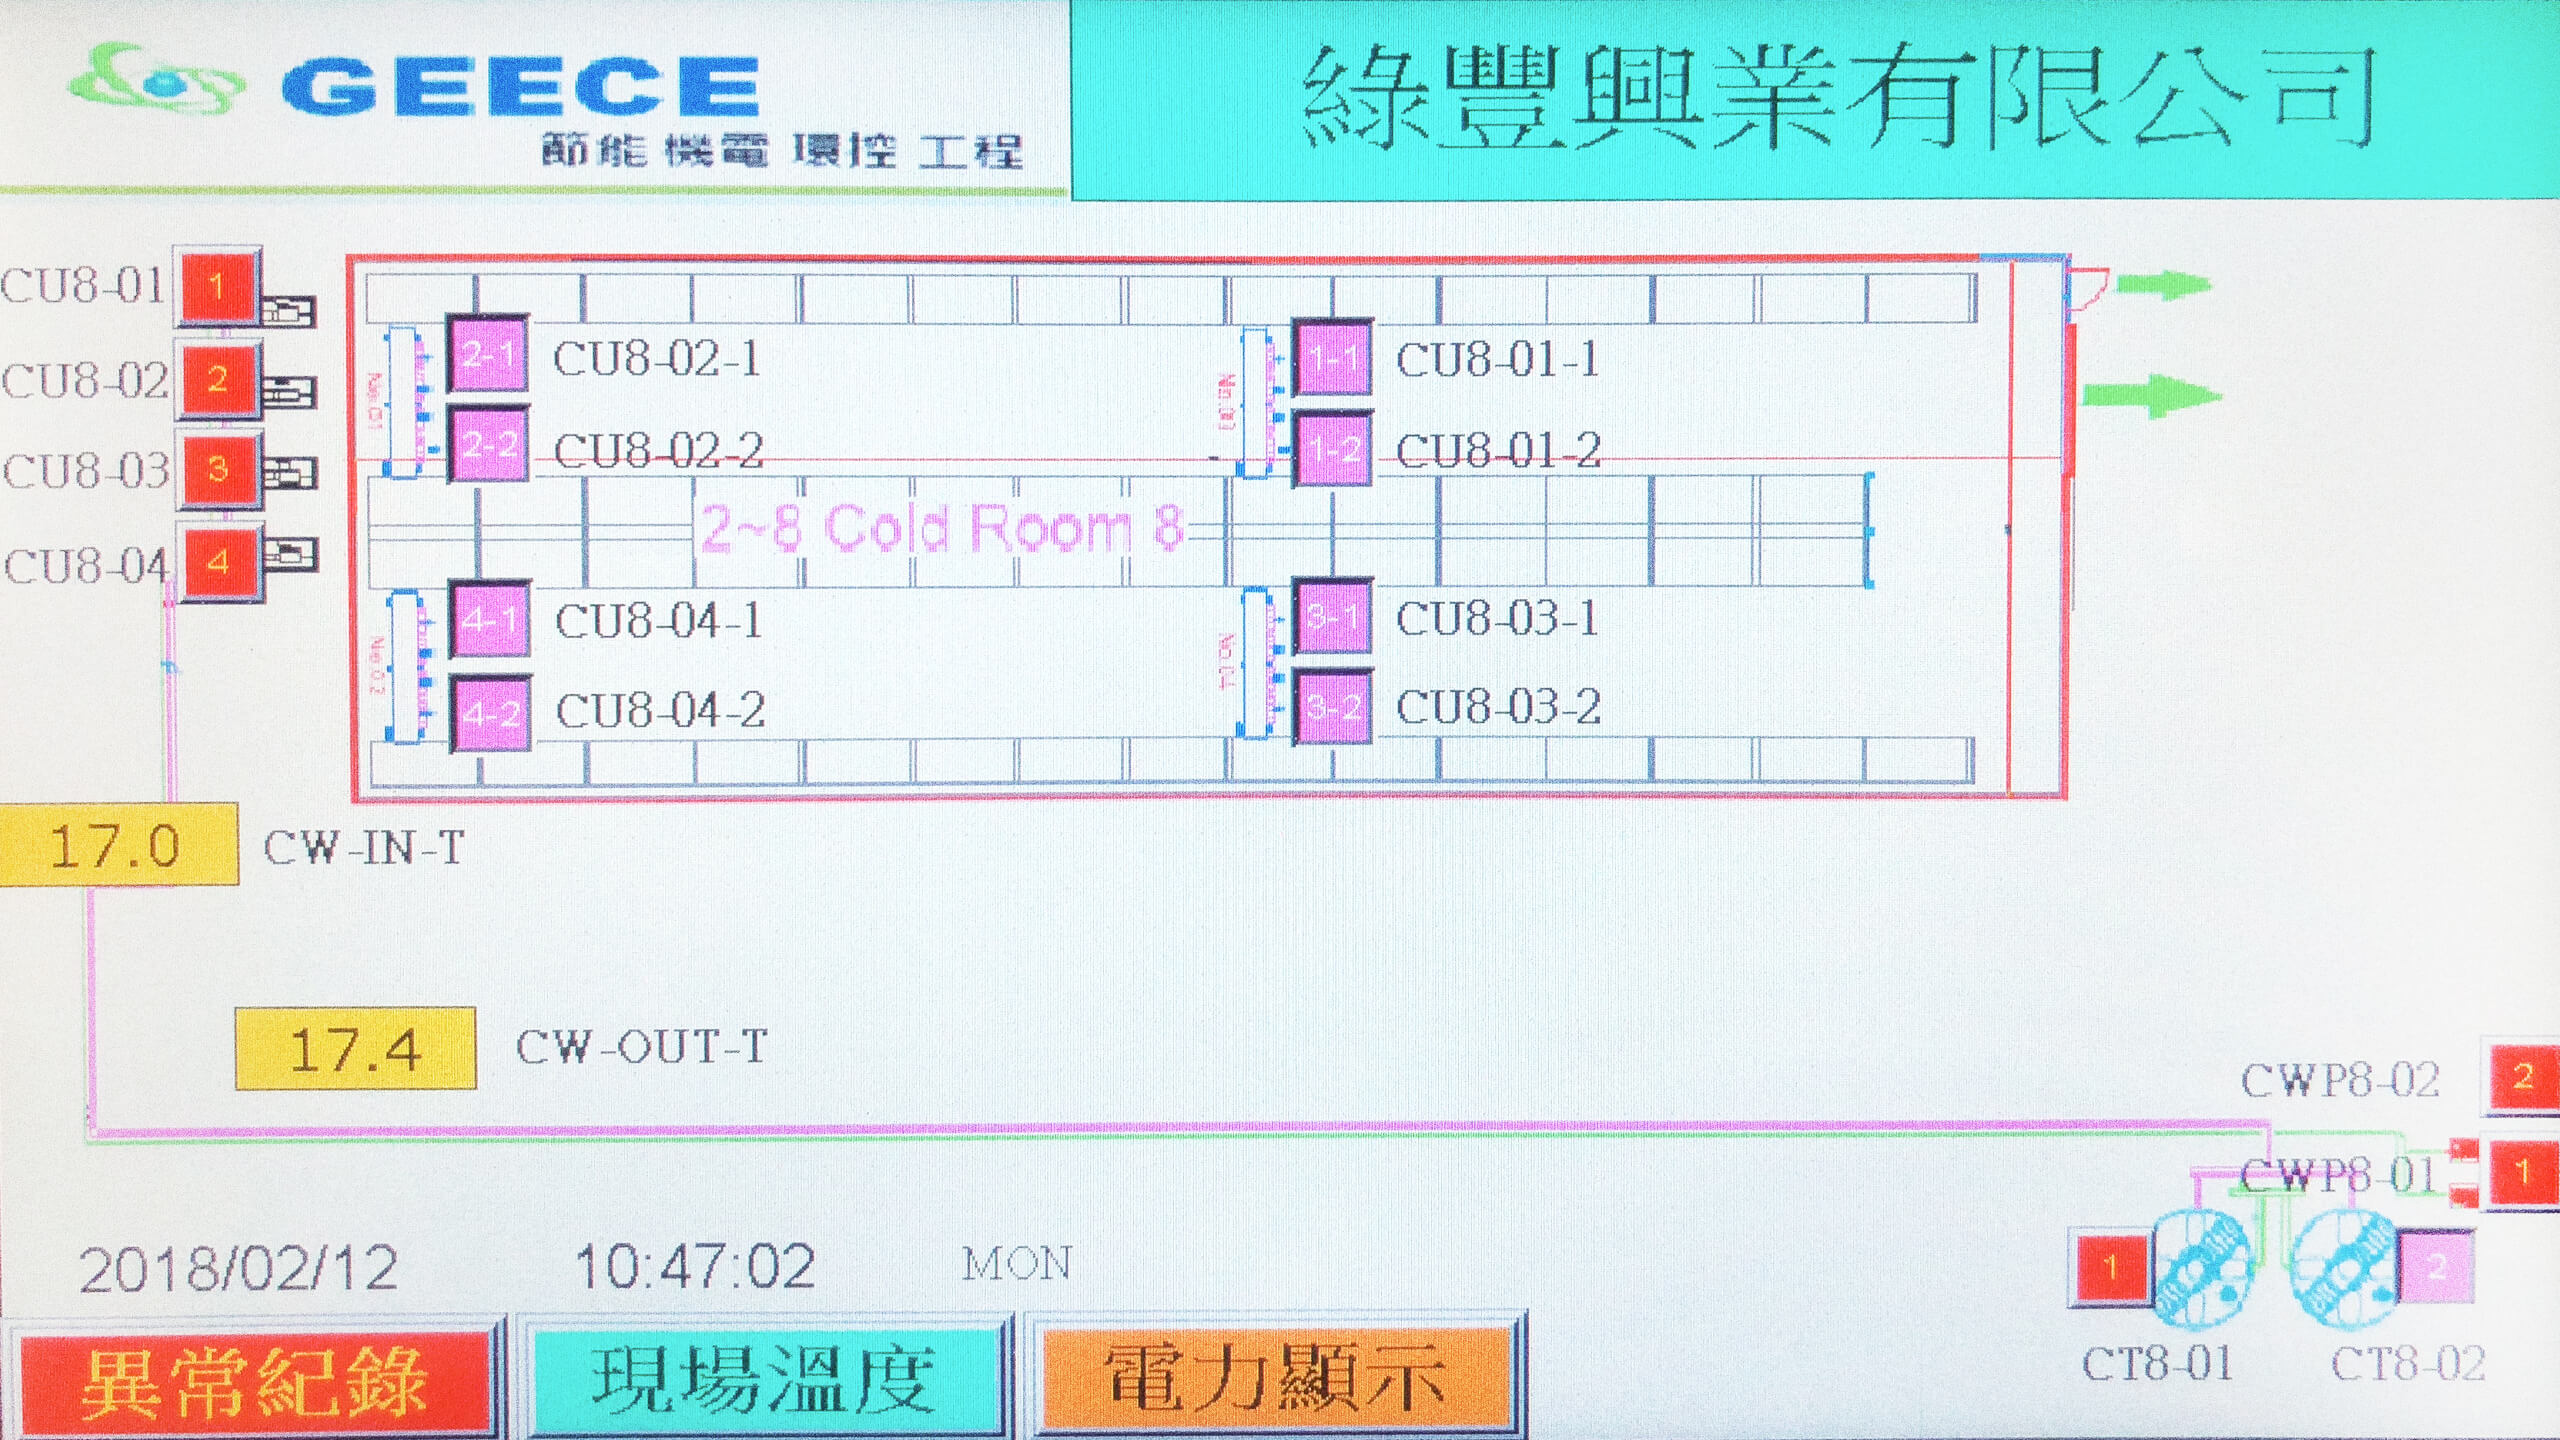 GEECE
節能機電 環控 工程
綠豐興業有限公司
CU8-01 1
CU8-02 2
CU8-03 3
CU8-04 4
2-1 CU8-02-1
1-1 CU8-01-1
2-2 CU8-02-2
1-2 CU8-01-2
2~8 Cold Room 8
4-1 CU8-04-1
3-1 CU8-03-1
4-2 CU8-04-2
3-2 CU8-03-2
17.0 CW-IN-T
17.4 CW-OUT-T
CWP8-02 2
CWP8-01 1
1 2
CT8-01 CT8-02
2018/02/12 10:47:02 MON
異常紀錄 現場溫度 電力顯示